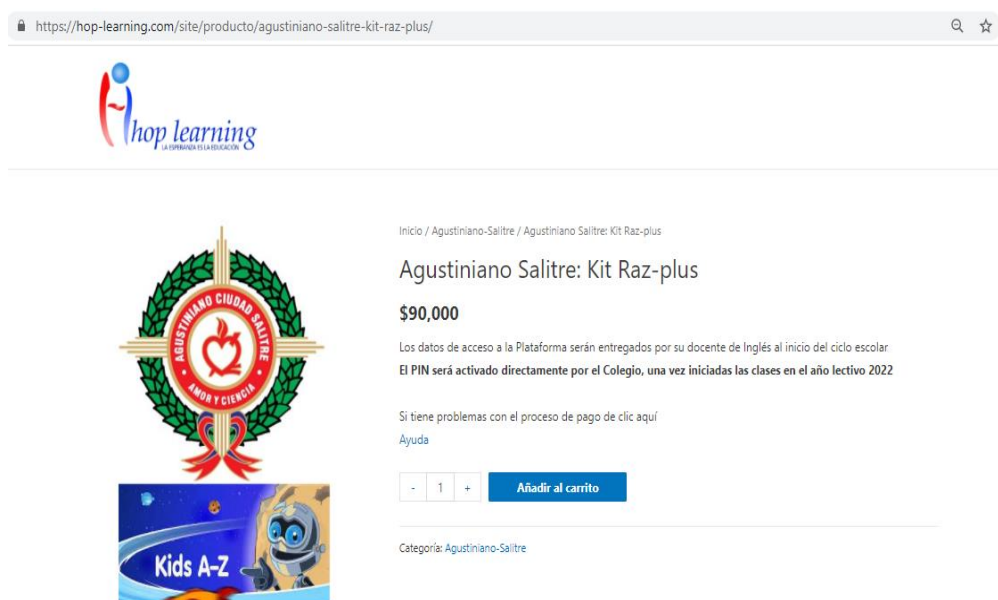 https://hop-learning.com/site/producto/agustiniano-salitre-kit-raz-plus/
hop learning
LA ESPERANZA ES LA EDUCACIÓN
Inicio / Agustiniano-Salitre / Agustiniano Salitre: Kit Raz-plus
Agustiniano Salitre: Kit Raz-plus
$90,000
Los datos de acceso a la Plataforma serán entregados por su docente de Inglés al inicio del ciclo escolar
El PIN será activado directamente por el Colegio, una vez iniciadas las clases en el año lectivo 2022
Si tiene problemas con el proceso de pago de clic aquí
Ayuda
- 1 + Añadir al carrito
Categoría: Agustiniano-Salitre
AGUSTINIANO CIUDAD SALITRE
AMOR Y CIENCIA
Kids A-Z